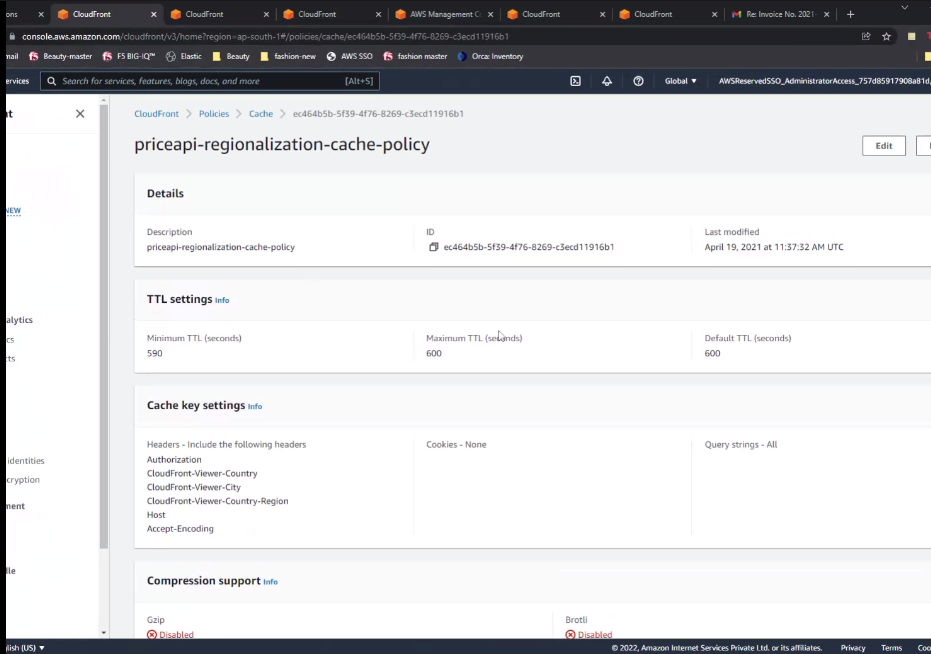 ons CloudFront CloudFront CloudFront AWS Management C CloudFront CloudFront Re: Invoice No. 2021-
console.aws.amazon.com/cloudfront/v3/home?region=ap-south-1#/policies/cache/ec464b5b-5f39-4f76-8269-c3ecd11916b1
mail Beauty-master F5 BIG-IQ™ Elastic Beauty fashion-new AWS SSO fashion master Orca: Inventory
ervices Search for services, features, blogs, docs, and more [Alt+S] Global ▼ AWSReservedSSO_AdministratorAccess_757d85917908a81d
nt
NEW
alytics
cs
cts
identities
cryption
ment
dle
CloudFront > Policies > Cache > ec464b5b-5f39-4f76-8269-c3ecd11916b1
priceapi-regionalization-cache-policy
Edit
Details
Description
priceapi-regionalization-cache-policy
ID
ec464b5b-5f39-4f76-8269-c3ecd11916b1
Last modified
April 19, 2021 at 11:37:32 AM UTC
TTL settings Info
Minimum TTL (seconds)
590
Maximum TTL (seconds)
600
Default TTL (seconds)
600
Cache key settings Info
Headers - Include the following headers
Authorization
CloudFront-Viewer-Country
CloudFront-Viewer-City
CloudFront-Viewer-Country-Region
Host
Accept-Encoding
Cookies - None
Query strings - All
Compression support Info
Gzip
Disabled
Brotli
Disabled
lish (US) ▼ © 2022, Amazon Internet Services Private Ltd. or its affiliates. Privacy Terms Coo